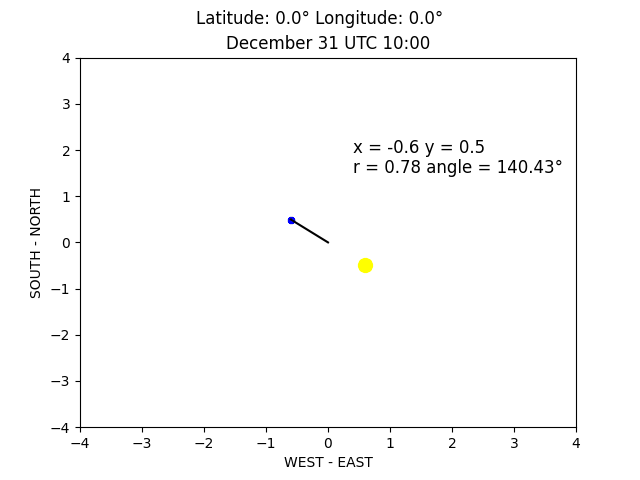 Latitude: 0.0° Longitude: 0.0°
December 31 UTC 10:00
4
3
2
1
0
−1
−2
−3
−4
SOUTH - NORTH
x = -0.6 y = 0.5
r = 0.78 angle = 140.43°
−4 −3 −2 −1 0 1 2 3 4
WEST - EAST